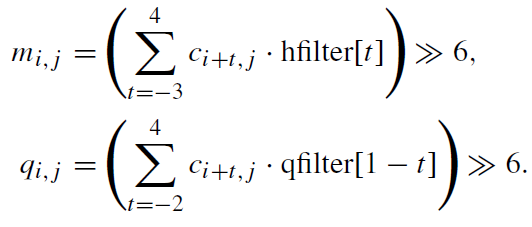 m_{i,j} = \left( \sum_{t=-3}^{4} c_{i+t,j} \cdot \text{hfilter}[t] \right) \gg 6,
q_{i,j} = \left( \sum_{t=-2}^{4} c_{i+t,j} \cdot \text{qfilter}[1 - t] \right) \gg 6.